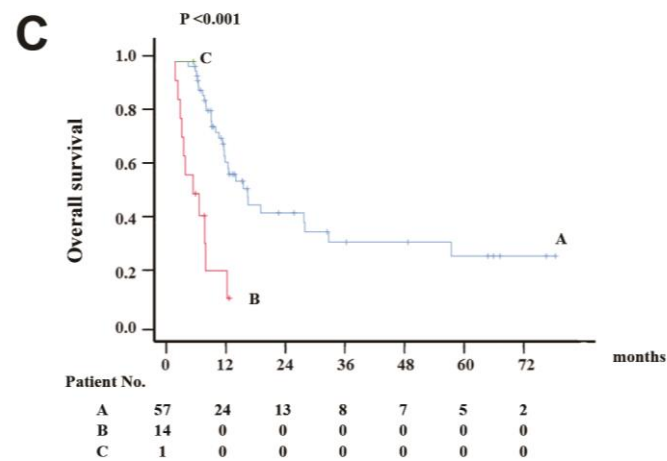 C
P <0.001
Overall survival
1.0
0.8
0.6
0.4
0.2
0.0
C
A
B
0 12 24 36 48 60 72 months
Patient No.
A 57 24 13 8 7 5 2
B 14 0 0 0 0 0 0
C 1 0 0 0 0 0 0